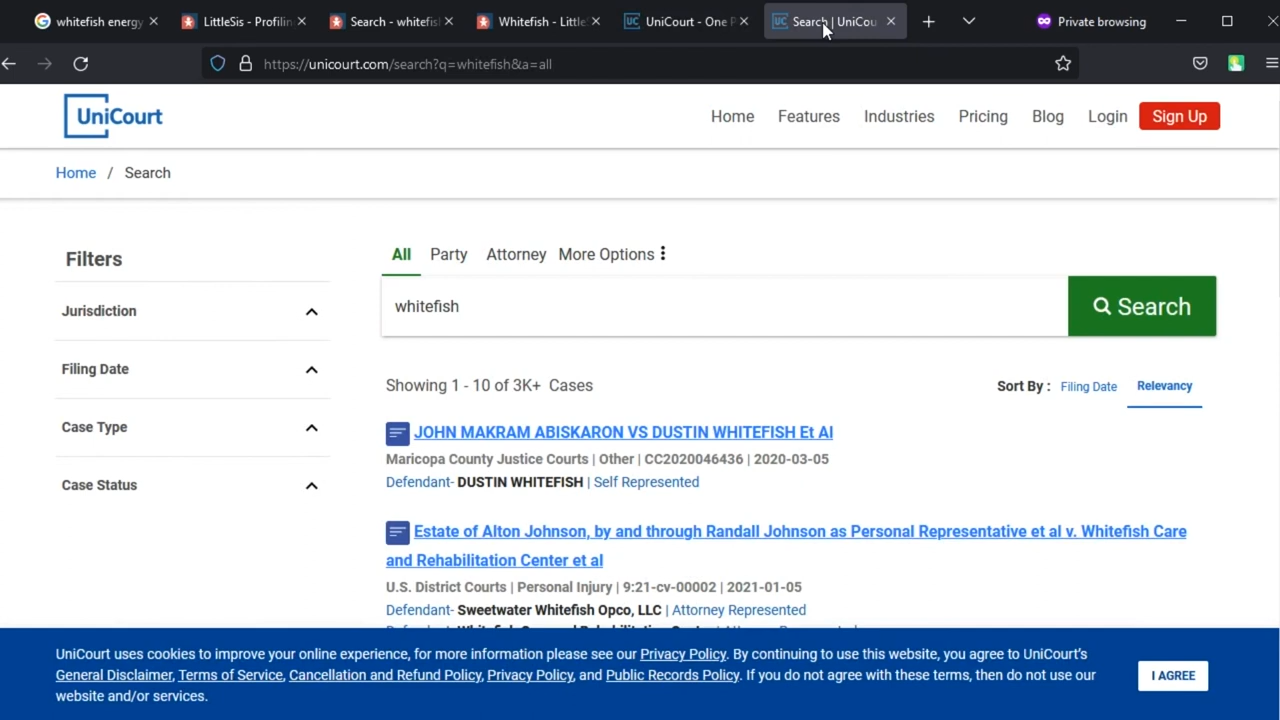 whitefish energy
LittleSis - Profilin
Search - whitefis
Whitefish - Little
UniCourt - One P
Search | UniCou
Private browsing
https://unicourt.com/search?q=whitefish&a=all
UniCourt
Home
Features
Industries
Pricing
Blog
Login
Sign Up
Home / Search
Filters
Jurisdiction
Filing Date
Case Type
Case Status
All
Party
Attorney
More Options
whitefish
Search
Showing 1 - 10 of 3K+ Cases
Sort By :
Filing Date
Relevancy
JOHN MAKRAM ABISKARON VS DUSTIN WHITEFISH Et Al
Maricopa County Justice Courts | Other | CC2020046436 | 2020-03-05
Defendant- DUSTIN WHITEFISH | Self Represented
Estate of Alton Johnson, by and through Randall Johnson as Personal Representative et al v. Whitefish Care
and Rehabilitation Center et al
U.S. District Courts | Personal Injury | 9:21-cv-00002 | 2021-01-05
Defendant- Sweetwater Whitefish Opco, LLC | Attorney Represented
UniCourt uses cookies to improve your online experience, for more information please see our Privacy Policy. By continuing to use this website, you agree to UniCourt's
General Disclaimer, Terms of Service, Cancellation and Refund Policy, Privacy Policy, and Public Records Policy. If you do not agree with these terms, then do not use our
website and/or services.
I AGREE